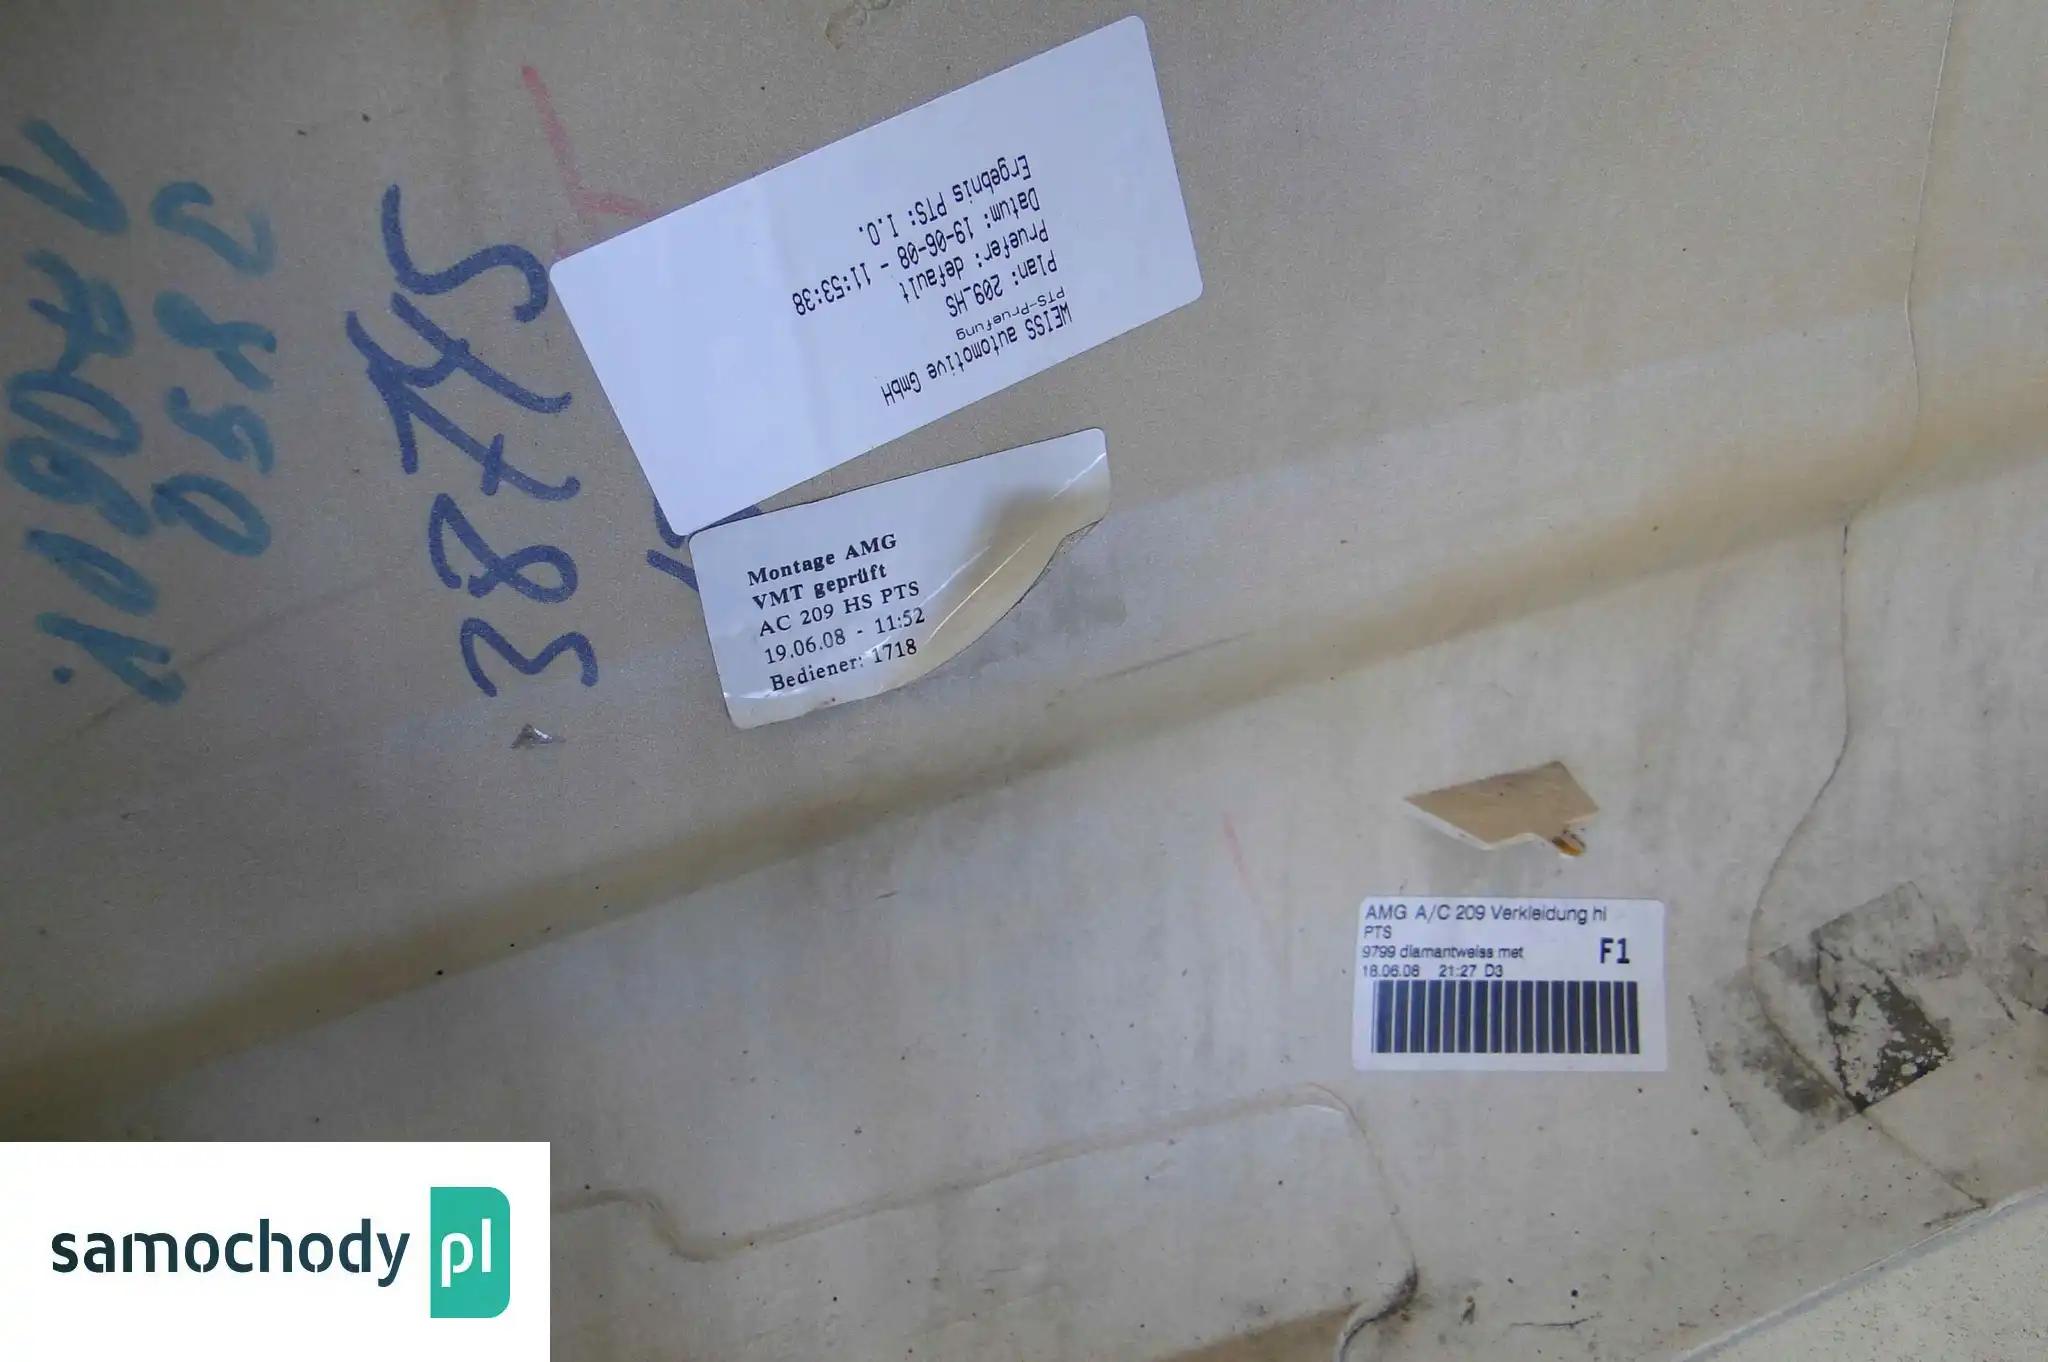 WEISS automotive GmbH
PTS-Pruefung
Plan: 209_HS
Pruefer: default
Datum: 19-06-08 - 11:53:38
Ergebnis PTS: I.O.
Montage AMG
VMT geprüft
AC 209 HS PTS
19.06.08 - 11:52
Bediener: 1718
AMG A/C 209 Verkleidung hi
PTS
9799 diamantweiss met
F1
18.06.08 21:27 D3
samochody pl